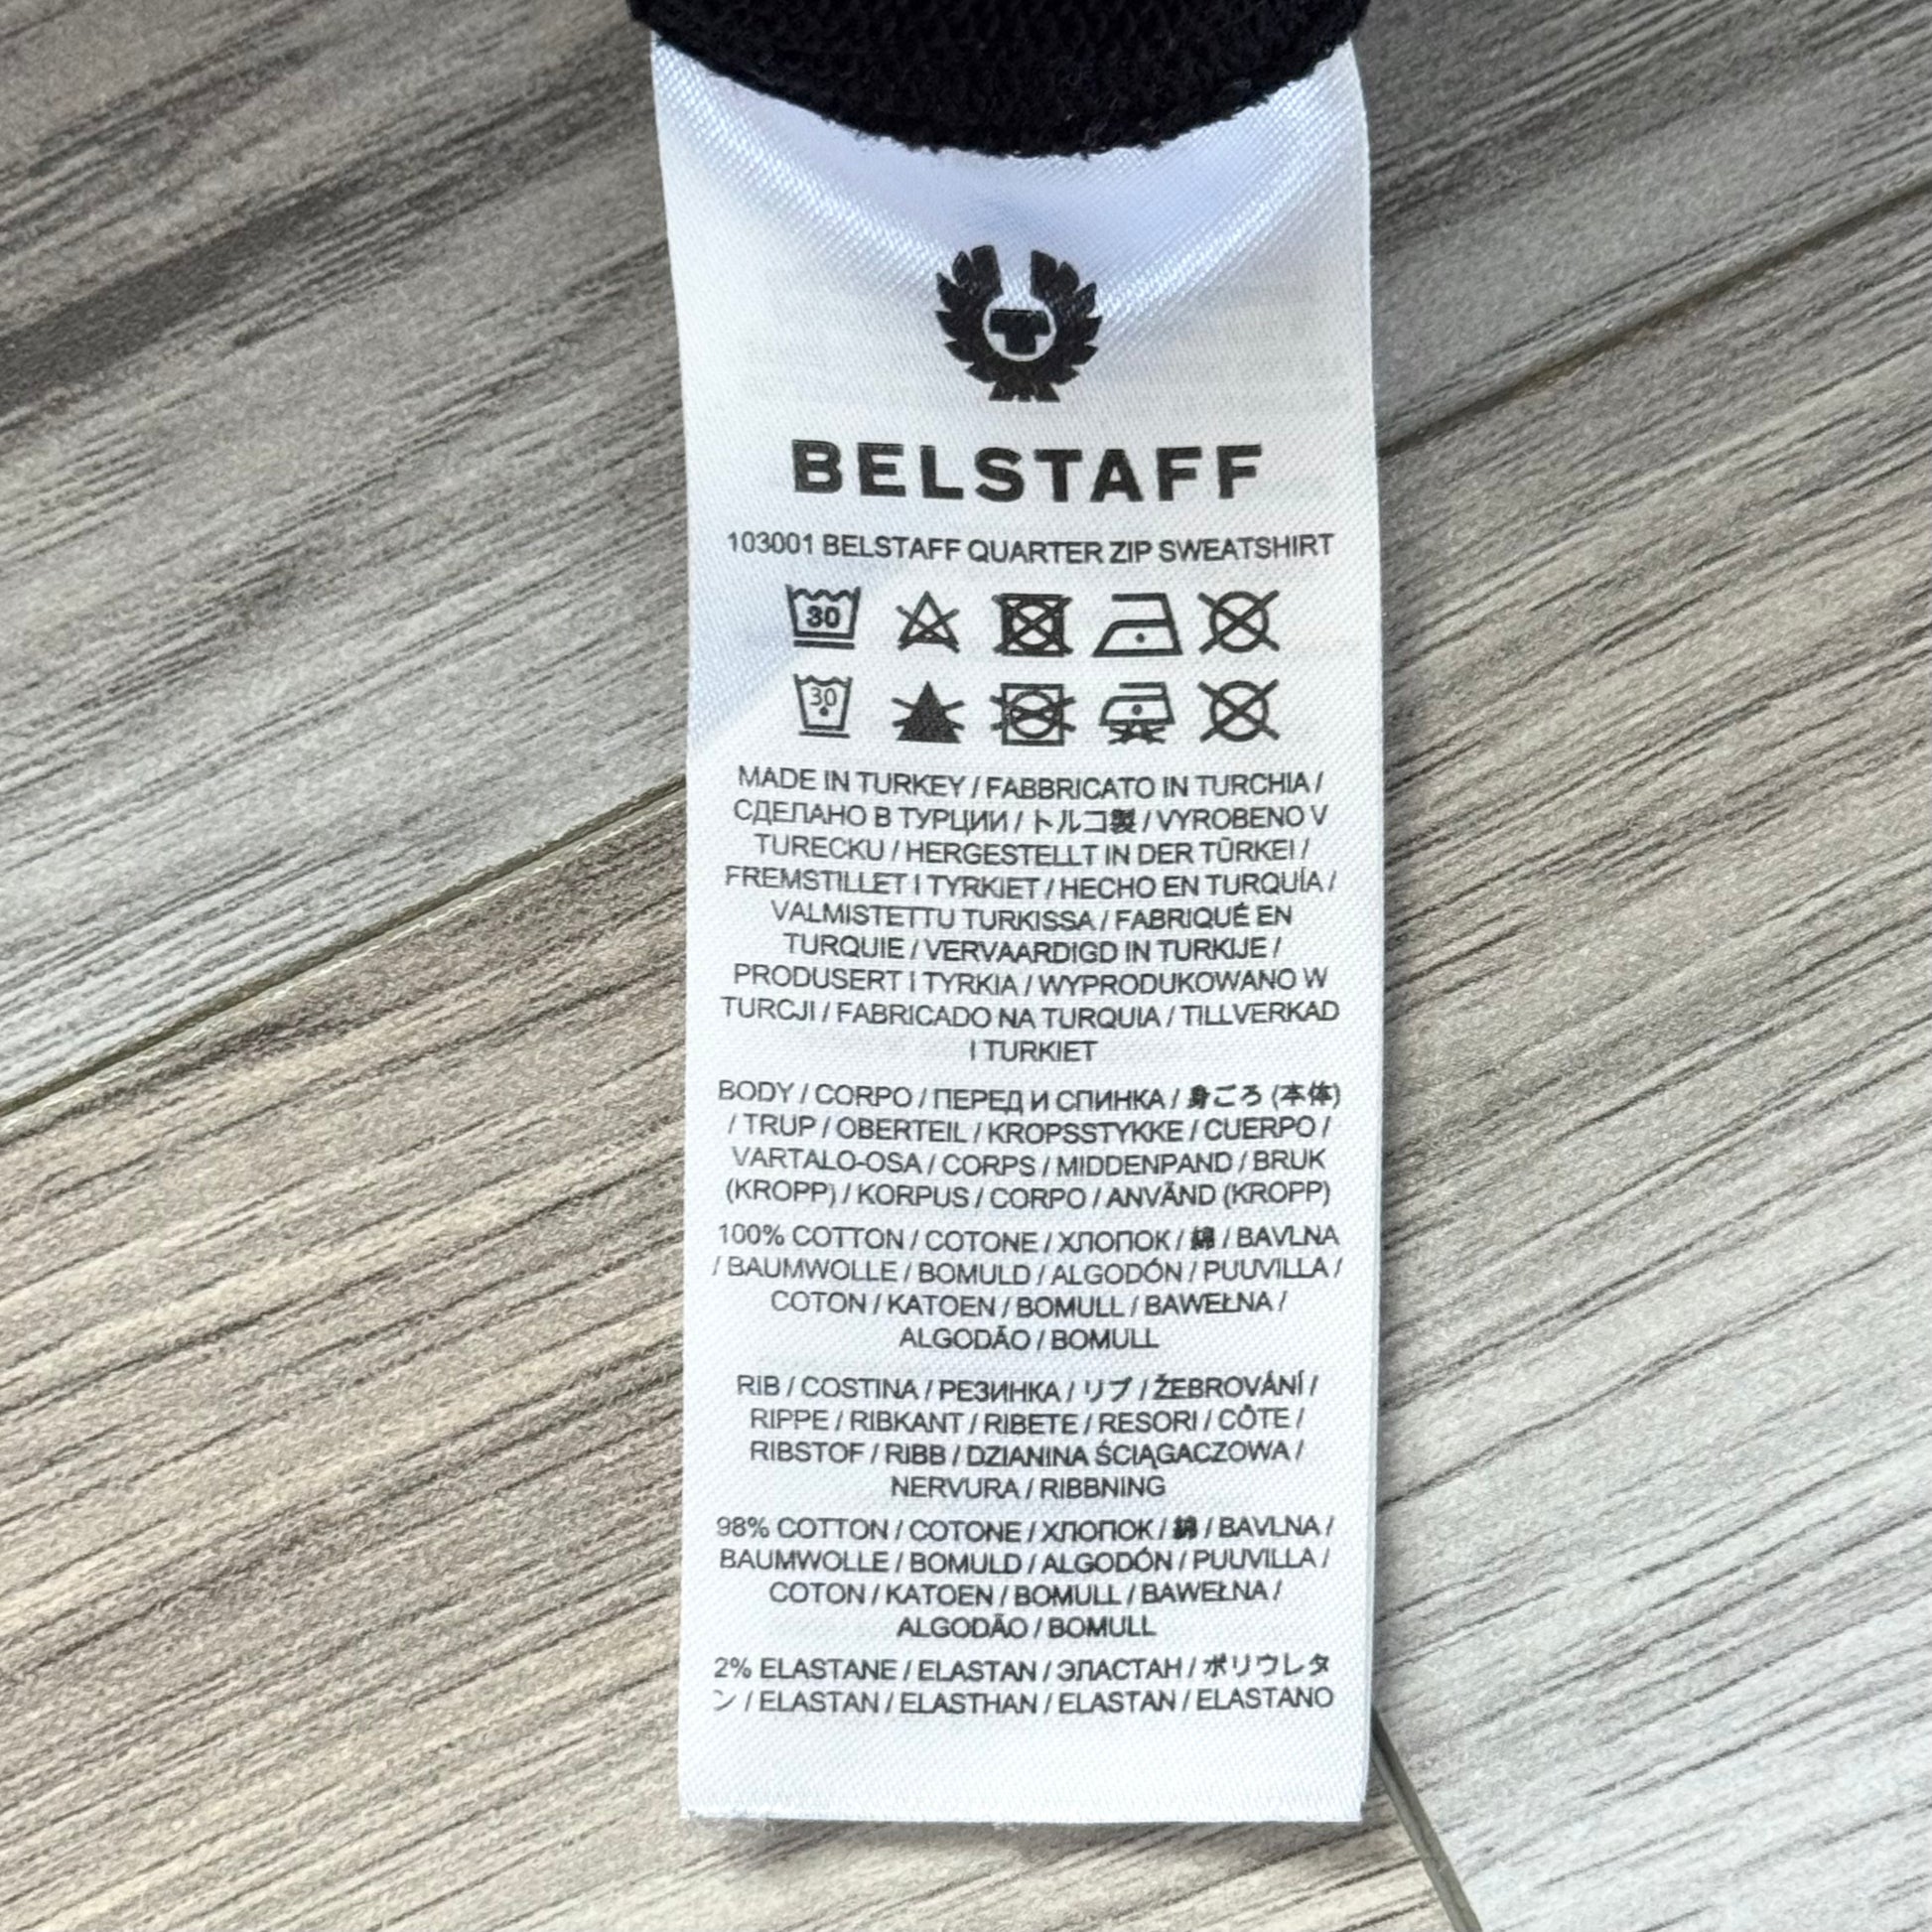 BELSTAFF
103001 BELSTAFF QUARTER ZIP SWEATSHIRT
30
30
MADE IN TURKEY / FABBRICATO IN TURCHIA /
СДЕЛАНО В ТУРЦИИ / トルコ製 / VYROBENO V
TURECKU / HERGESTELLT IN DER TÜRKEI /
FREMSTILLET I TYRKIET / HECHO EN TURQUÍA /
VALMISTETTU TURKISSA / FABRIQUÉ EN
TURQUIE / VERVAARDIGD IN TURKIJE /
PRODUSERT I TYRKIA / WYPRODUKOWANO W
TURCJI / FABRICADO NA TURQUIA / TILLVERKAD
I TURKIET
BODY / CORPO / ПЕРЕД И СПИНКА / 身ごろ (本体)
/ TRUP / OBERTEIL / KROPSSTYKKE / CUERPO /
VARTALO-OSA / CORPS / MIDDENPAND / BRUK
(KROPP) / KORPUS / CORPO / ANVÄND (KROPP)
100% COTTON / COTONE / ХЛОПОК / 綿 / BAVLNA
/ BAUMWOLLE / BOMULD / ALGODÓN / PUUVILLA /
COTON / KATOEN / BOMULL / BAWEŁNA /
ALGODÃO / BOMULL
RIB / COSTINA / РЕЗИНКА / リブ / ŽEBROVÁNÍ /
RIPPE / RIBKANT / RIBETE / RESORI / CÔTE /
RIBSTOF / RIBB / DZIANINA ŚCIĄGACZOWA /
NERVURA / RIBBNING
98% COTTON / COTONE / ХЛОПОК / 綿 / BAVLNA /
BAUMWOLLE / BOMULD / ALGODÓN / PUUVILLA /
COTON / KATOEN / BOMULL / BAWEŁNA /
ALGODÃO / BOMULL
2% ELASTANE / ELASTAN / ЭЛАСТАН / ポリウレタ
ン / ELASTAN / ELASTHAN / ELASTAN / ELASTANO